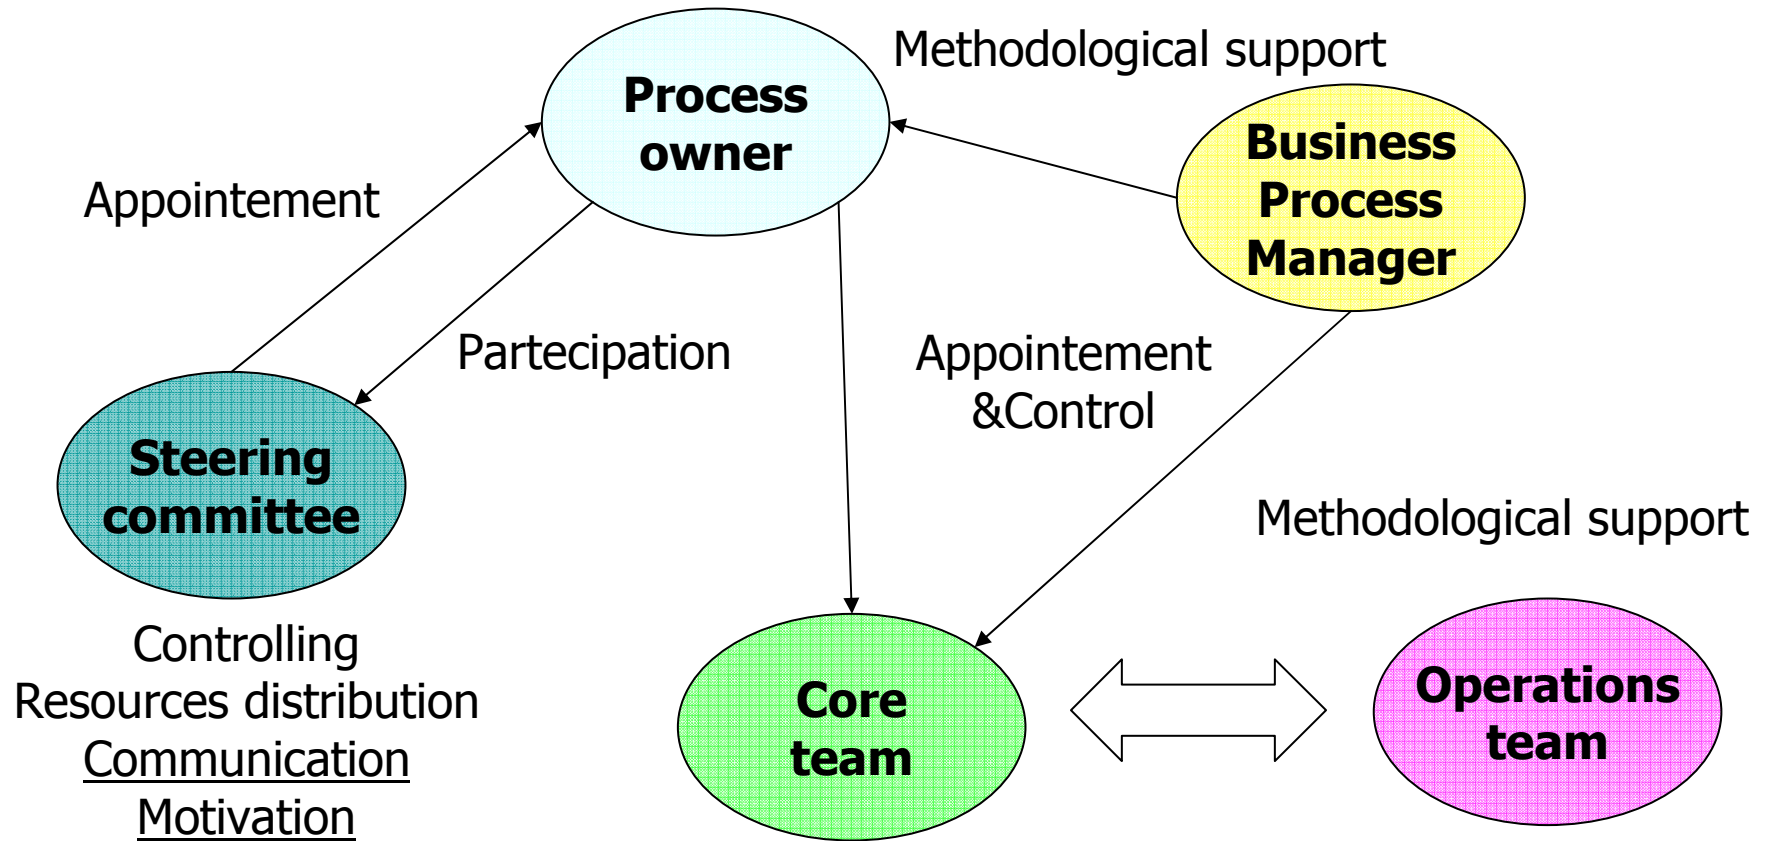 Methodological support
Process
owner
Business
Process
Manager
Appointement
Partecipation
Appointement
&Control
Steering
committee
Methodological support
Controlling
Resources distribution
Communication
Motivation
Core
team
Operations
team